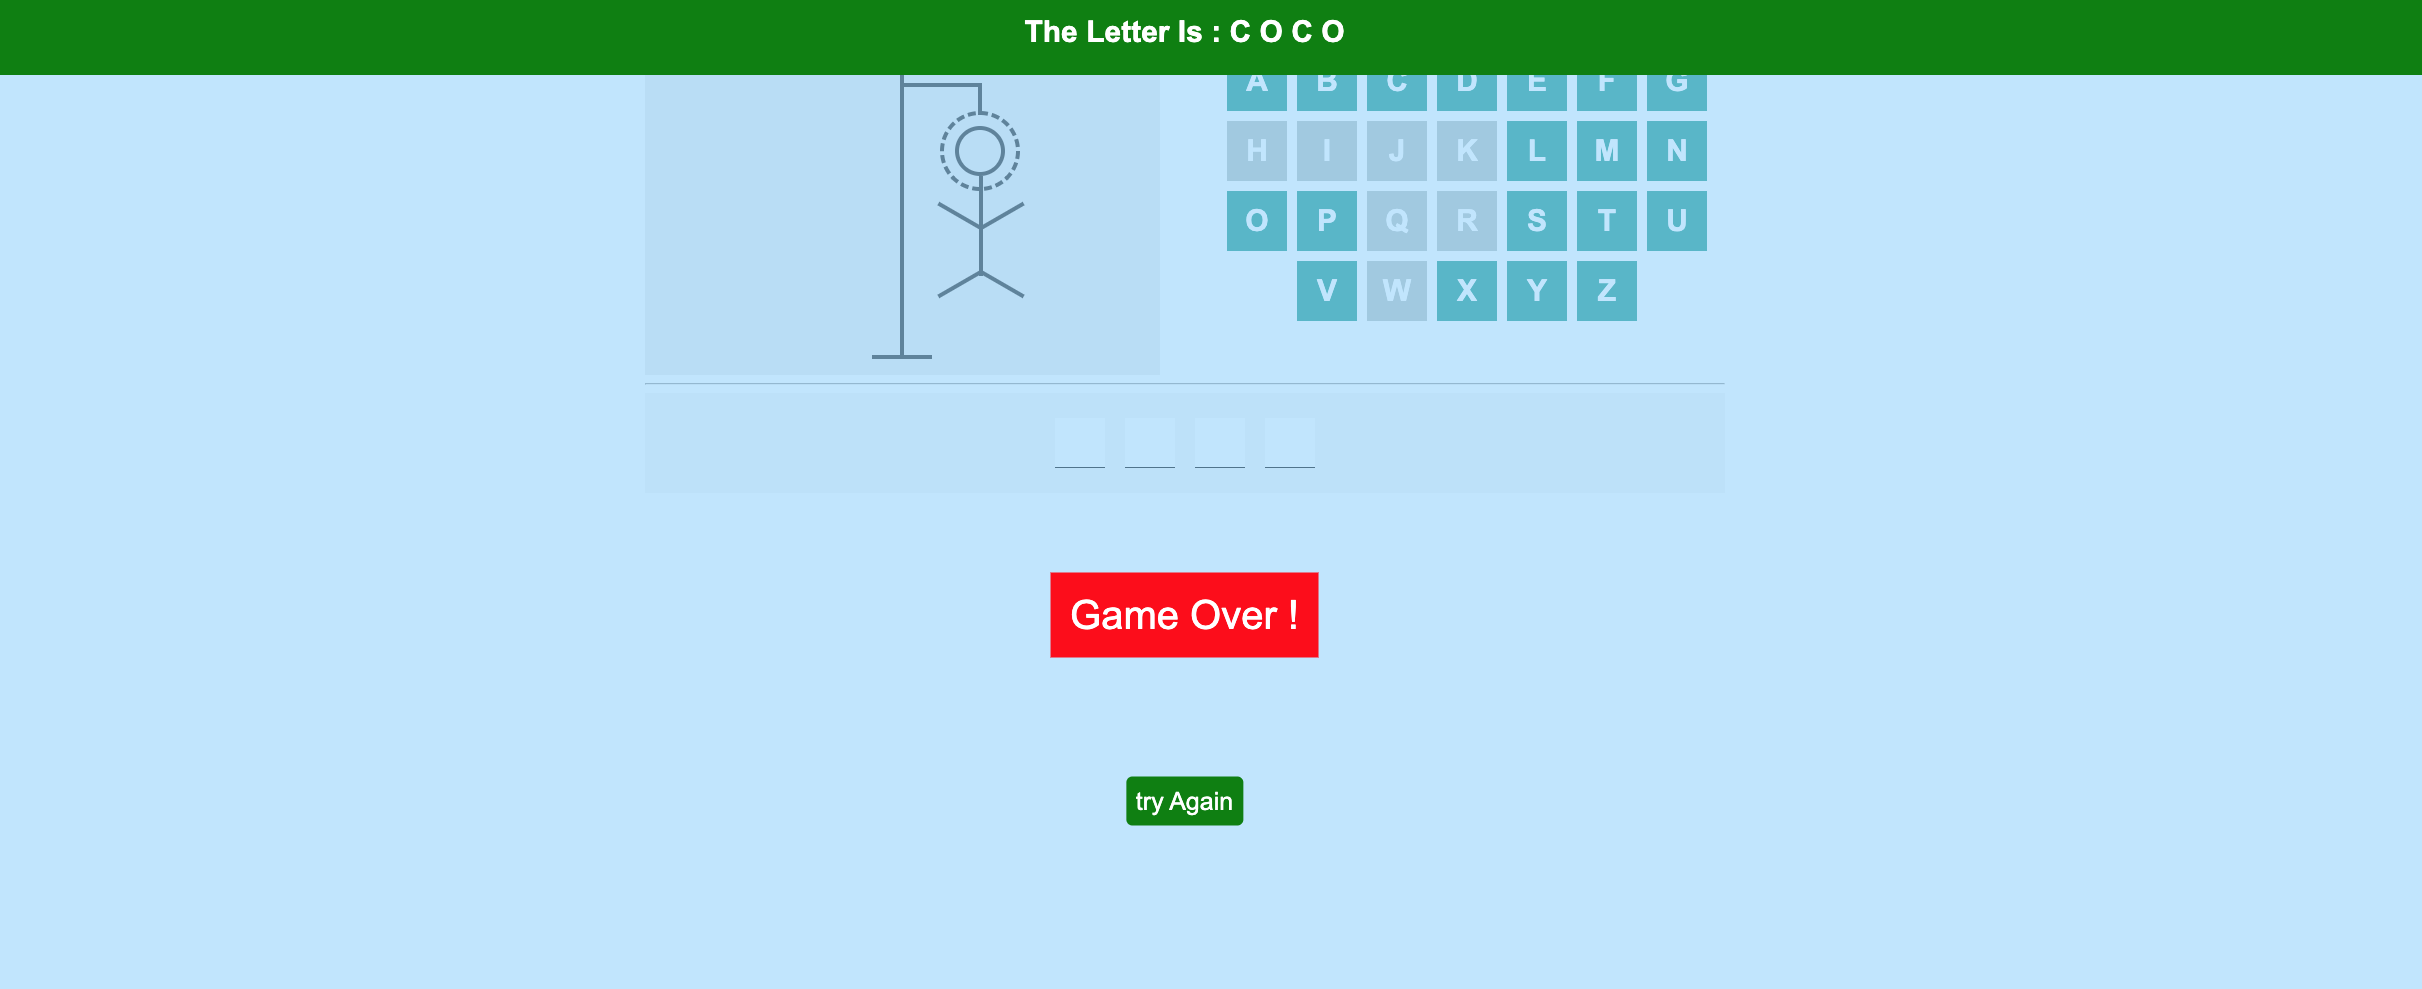 The Letter Is : C O C O
A B C D E F G
H I J K L M N
O P Q R S T U
V W X Y Z
Game Over !
try Again